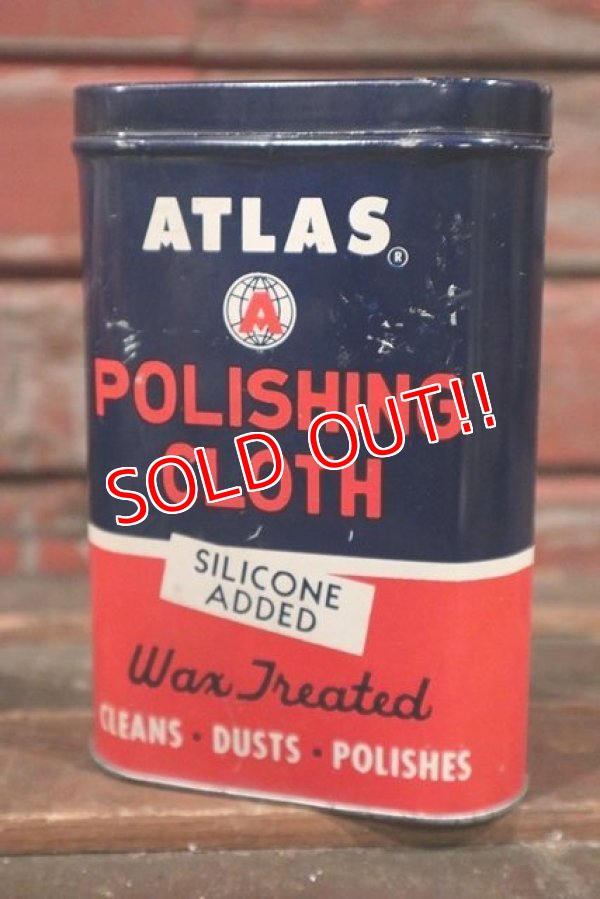 ATLAS®
A
POLISHING
CLOTH
SOLD OUT!!
SILICONE
ADDED
Wax Treated
CLEANS · DUSTS · POLISHES